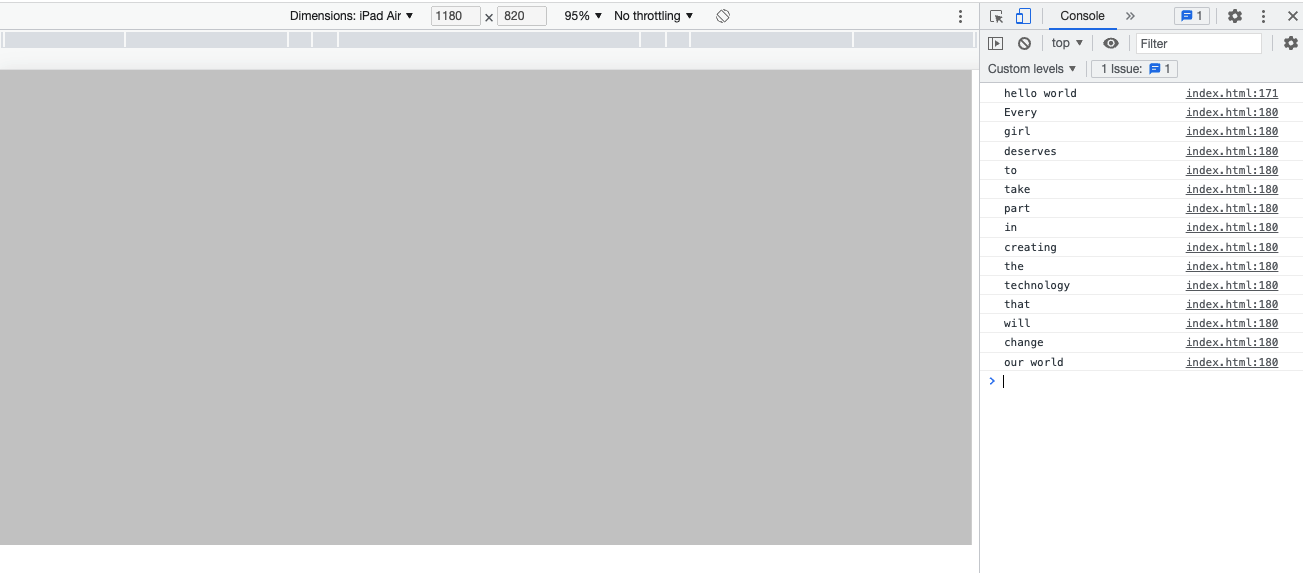 Dimensions: iPad Air 1180 × 820 95% No throttling
Console 1
top Filter
Custom levels 1 Issue: 1
hello world index.html:171
Every index.html:180
girl index.html:180
deserves index.html:180
to index.html:180
take index.html:180
part index.html:180
in index.html:180
creating index.html:180
the index.html:180
technology index.html:180
that index.html:180
will index.html:180
change index.html:180
our world index.html:180